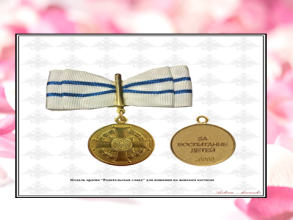 ЗА
ВОСПИТАНИЕ
ДЕТЕЙ
Медаль ордена "Родительская слава" для ношения на женском костюме